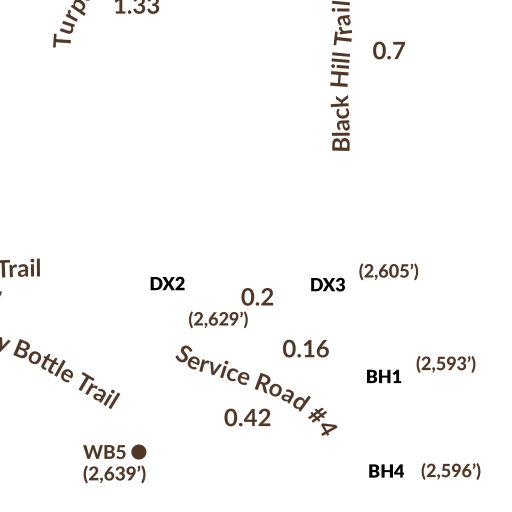 1.33
Black Hill Trail
0.7
Trail
DX2
0.2
DX3
(2,605’)
(2,629’)
0.16
Bottle Trail
Service Road #4
0.42
BH1
(2,593’)
WB5
(2,639’)
BH4
(2,596’)